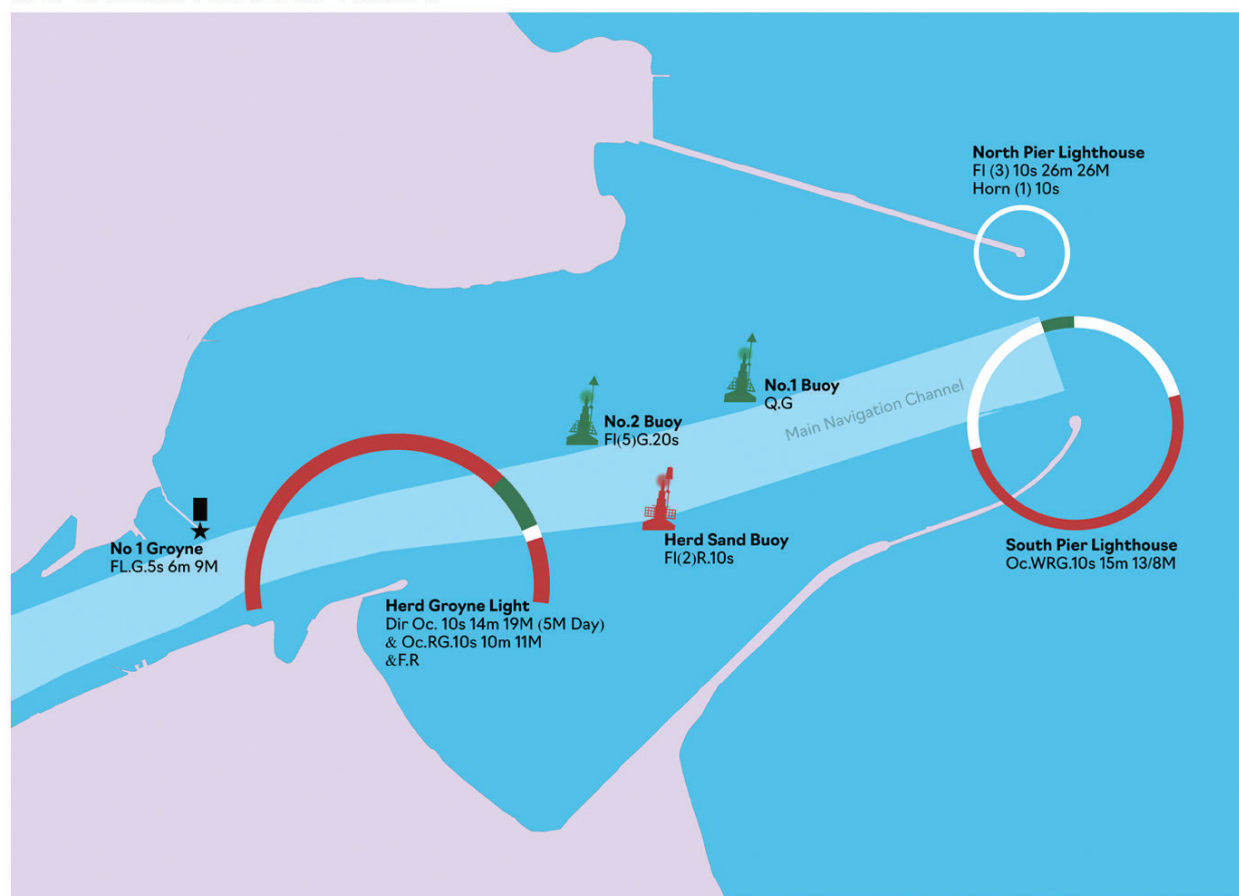 North Pier Lighthouse
Fl (3) 10s 26m 26M
Horn (1) 10s
No.1 Buoy
Q.G
Main Navigation Channel
No.2 Buoy
Fl(5)G.20s
Herd Sand Buoy
Fl(2)R.10s
No 1 Groyne
FL.G.5s 6m 9M
South Pier Lighthouse
Oc.WRG.10s 15m 13/8M
Herd Groyne Light
Dir Oc. 10s 14m 19M (5M Day)
& Oc.RG.10s 10m 11M
&F.R